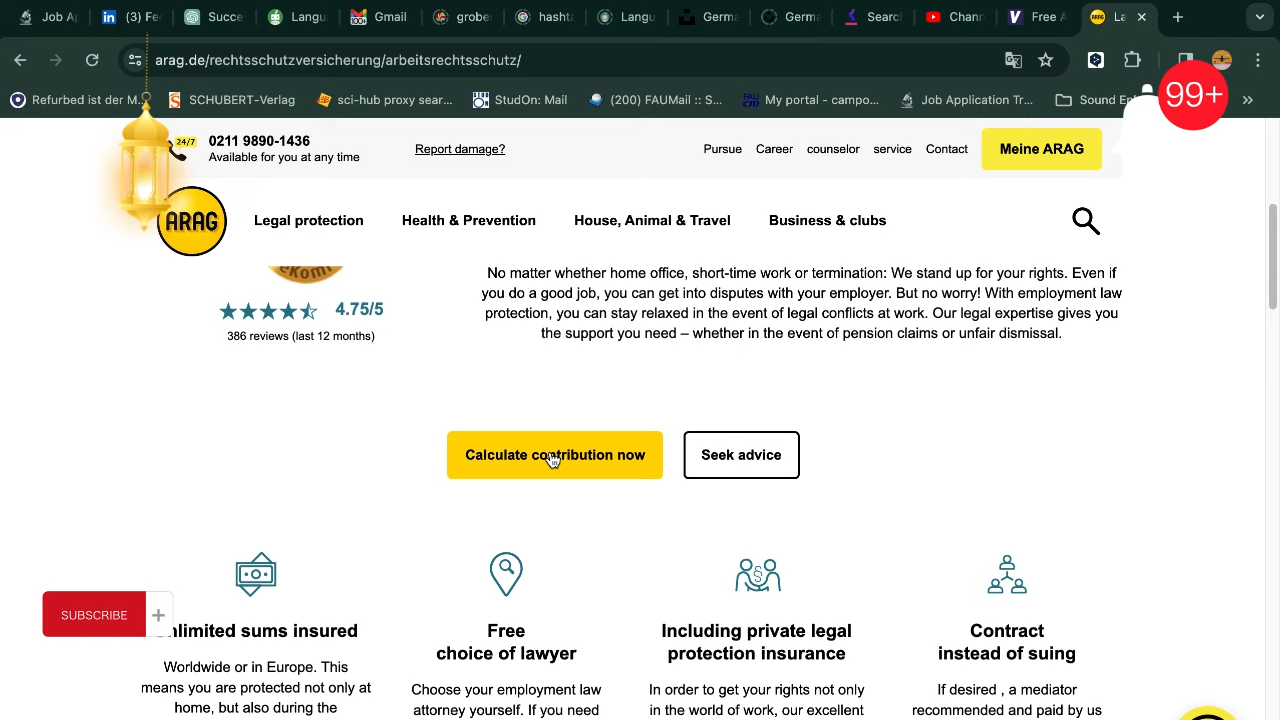 Job Ap
(3) Fee
Succe
Langu
Gmail
grober
hashta
Langu
Germa
Germa
Searc
Chann
Free A
La
arag.de/rechtsschutzversicherung/arbeitsrechtsschutz/
Refurbed ist der M...
SCHUBERT-Verlag
sci-hub proxy sear...
StudOn: Mail
(200) FAUMail :: S...
My portal - campo...
Job Application Tr...
Sound
99+
24/7
0211 9890-1436
Available for you at any time
Report damage?
Pursue
Career
counselor
service
Contact
Meine ARAG
ARAG
Legal protection
Health & Prevention
House, Animal & Travel
Business & clubs
ekomi
4.75/5
386 reviews (last 12 months)
No matter whether home office, short-time work or termination: We stand up for your rights. Even if
you do a good job, you can get into disputes with your employer. But no worry! With employment law
protection, you can stay relaxed in the event of legal conflicts at work. Our legal expertise gives you
the support you need – whether in the event of pension claims or unfair dismissal.
Calculate contribution now
Seek advice
SUBSCRIBE
nlimited sums insured
Worldwide or in Europe. This
means you are protected not only at
home, but also during the
Free
choice of lawyer
Choose your employment law
attorney yourself. If you need
Including private legal
protection insurance
In order to get your rights not only
in the world of work, our excellent
Contract
instead of suing
If desired , a mediator
recommended and paid by us